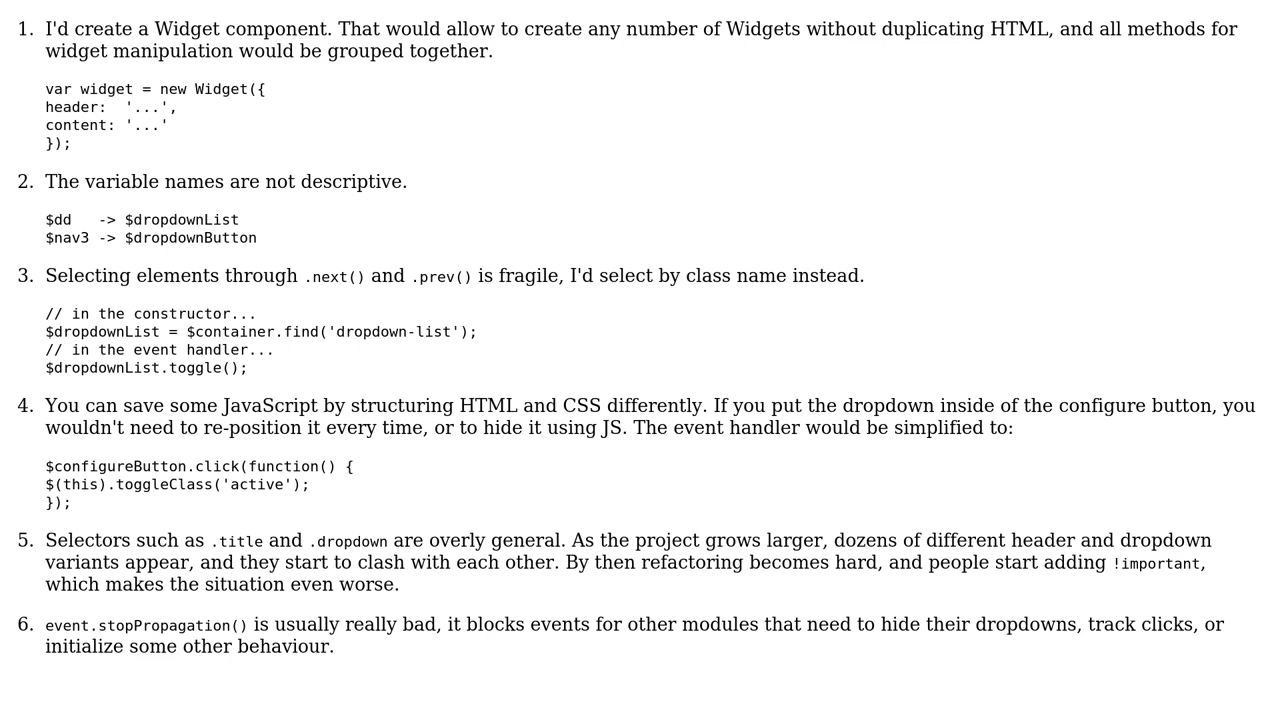 1. I'd create a Widget component. That would allow to create any number of Widgets without duplicating HTML, and all methods for
widget manipulation would be grouped together.
var widget = new Widget({
header:  '...',
content: '...'
});
2. The variable names are not descriptive.
$dd   -> $dropdownList
$nav3 -> $dropdownButton
3. Selecting elements through .next() and .prev() is fragile, I'd select by class name instead.
// in the constructor...
$dropdownList = $container.find('dropdown-list');
// in the event handler...
$dropdownList.toggle();
4. You can save some JavaScript by structuring HTML and CSS differently. If you put the dropdown inside of the configure button, you
wouldn't need to re-position it every time, or to hide it using JS. The event handler would be simplified to:
$configureButton.click(function() {
$(this).toggleClass('active');
});
5. Selectors such as .title and .dropdown are overly general. As the project grows larger, dozens of different header and dropdown
variants appear, and they start to clash with each other. By then refactoring becomes hard, and people start adding !important,
which makes the situation even worse.
6. event.stopPropagation() is usually really bad, it blocks events for other modules that need to hide their dropdowns, track clicks, or
initialize some other behaviour.